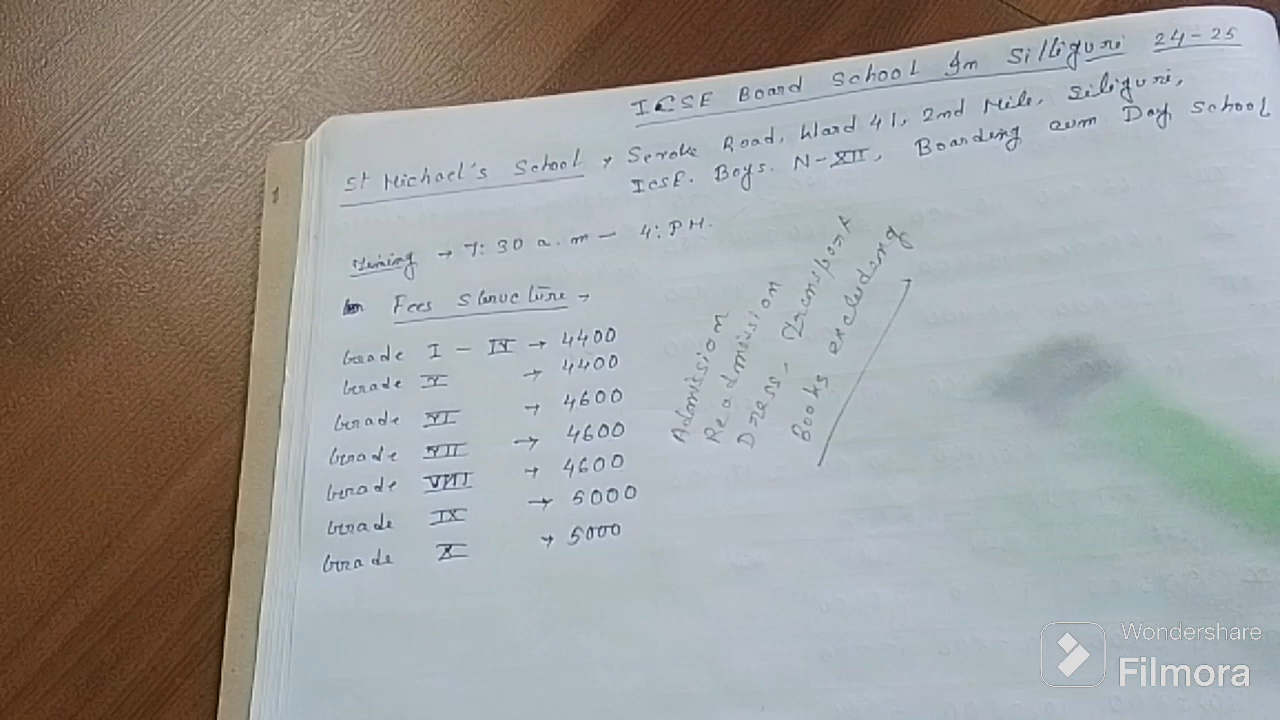 ICSE Board School In Silliguri 24-25
St Michael's School → Sevoke Road, Ward 41, 2nd Mile, Siliguri,
ICSE. Boys. N-XII, Boarding cum Day School
Timing → 7:30 a.m — 4:PM.
Fees Structure →
Grade I - IV → 4400
Grade V → 4400
Grade VI → 4600
Grade VII → 4600
Grade VIII → 4600
Grade IX → 5000
Grade X → 5000
Admission
Readmission
Dress, Transport
Books excluding
Wondershare
Filmora